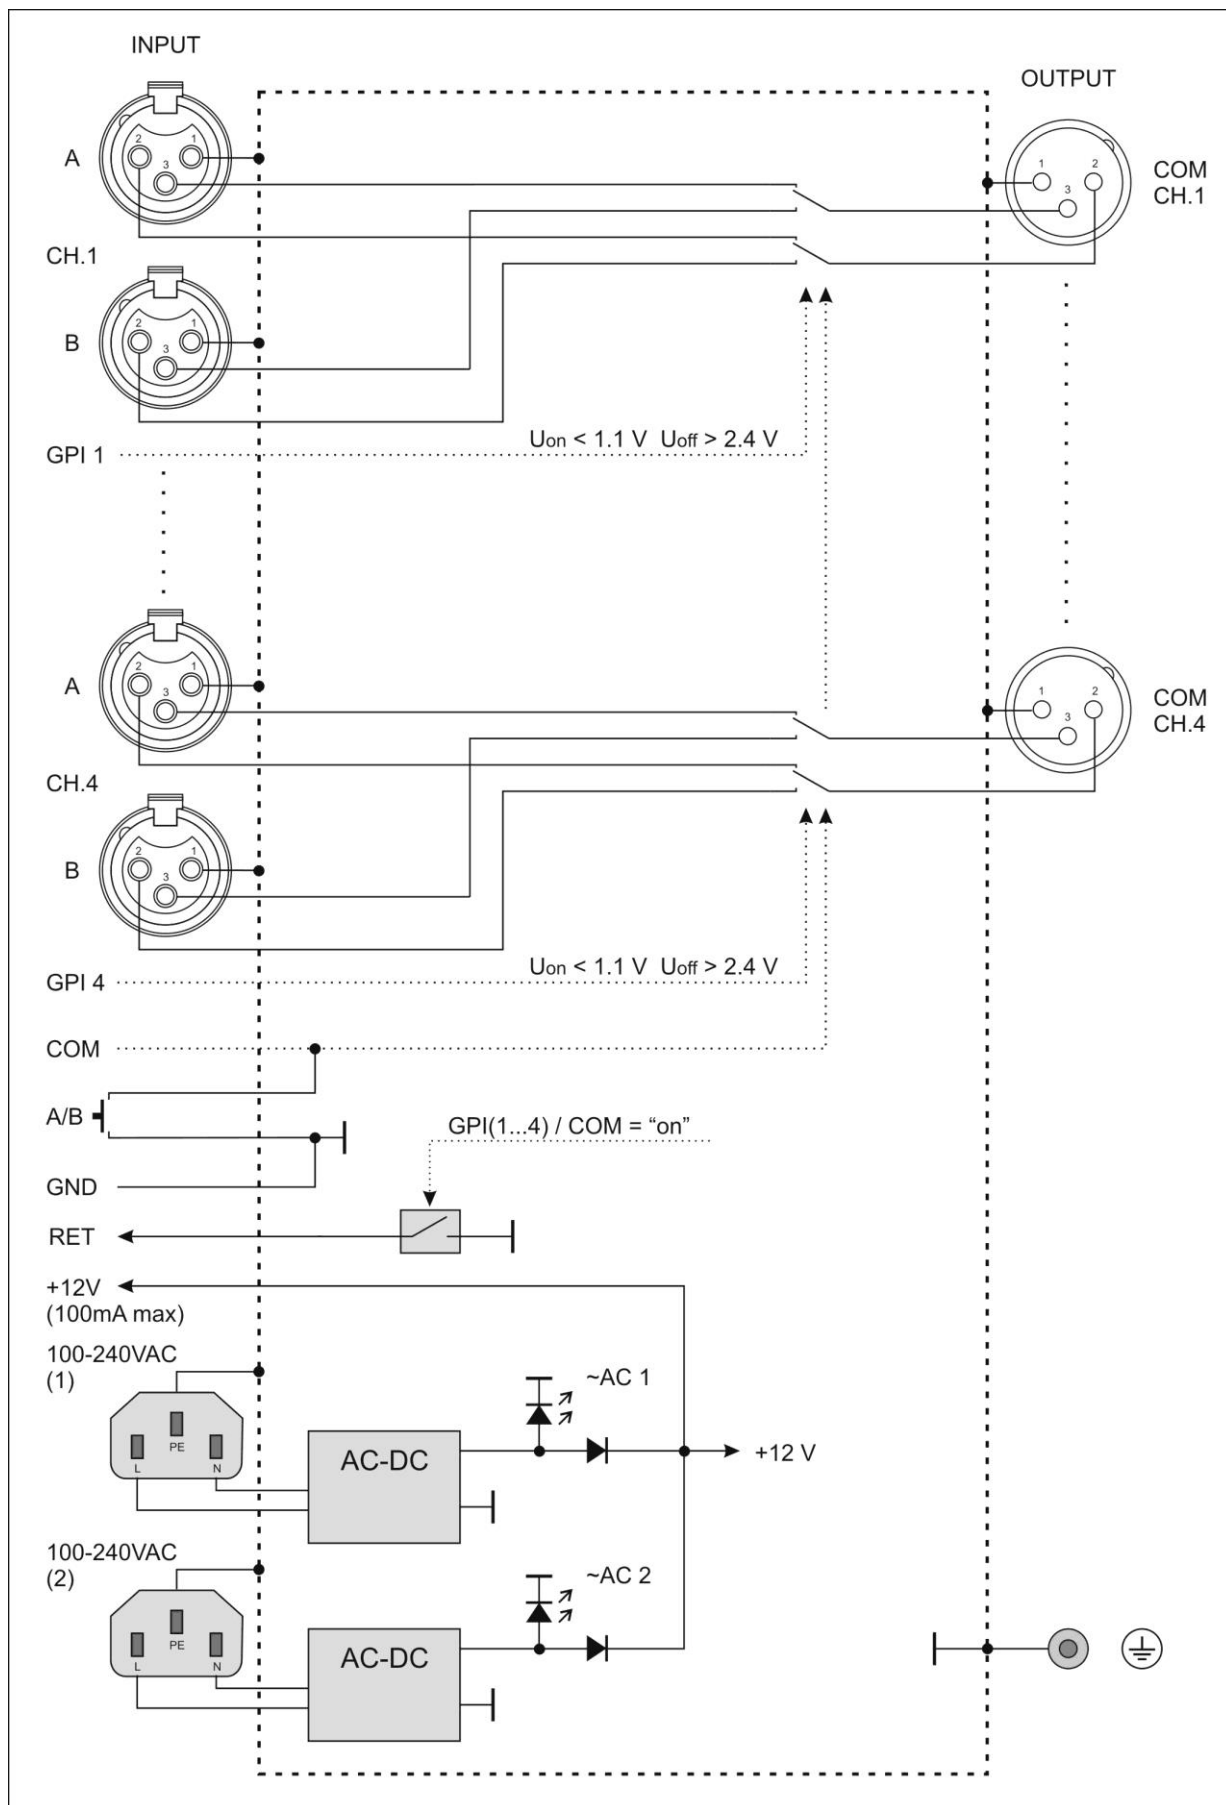 INPUT
OUTPUT
2
1
3
A
1
2
3
COM
CH.1
CH.1
2
1
3
B
Uon < 1.1 V Uoff > 2.4 V
GPI 1
2
1
3
A
1
2
3
COM
CH.4
CH.4
2
1
3
B
Uon < 1.1 V Uoff > 2.4 V
GPI 4
COM
A/B
GPI(1...4) / COM = “on”
GND
RET
+12V
(100mA max)
100-240VAC
(1)
~AC 1
PE
L
N
AC-DC
+12 V
100-240VAC
(2)
~AC 2
PE
L
N
AC-DC